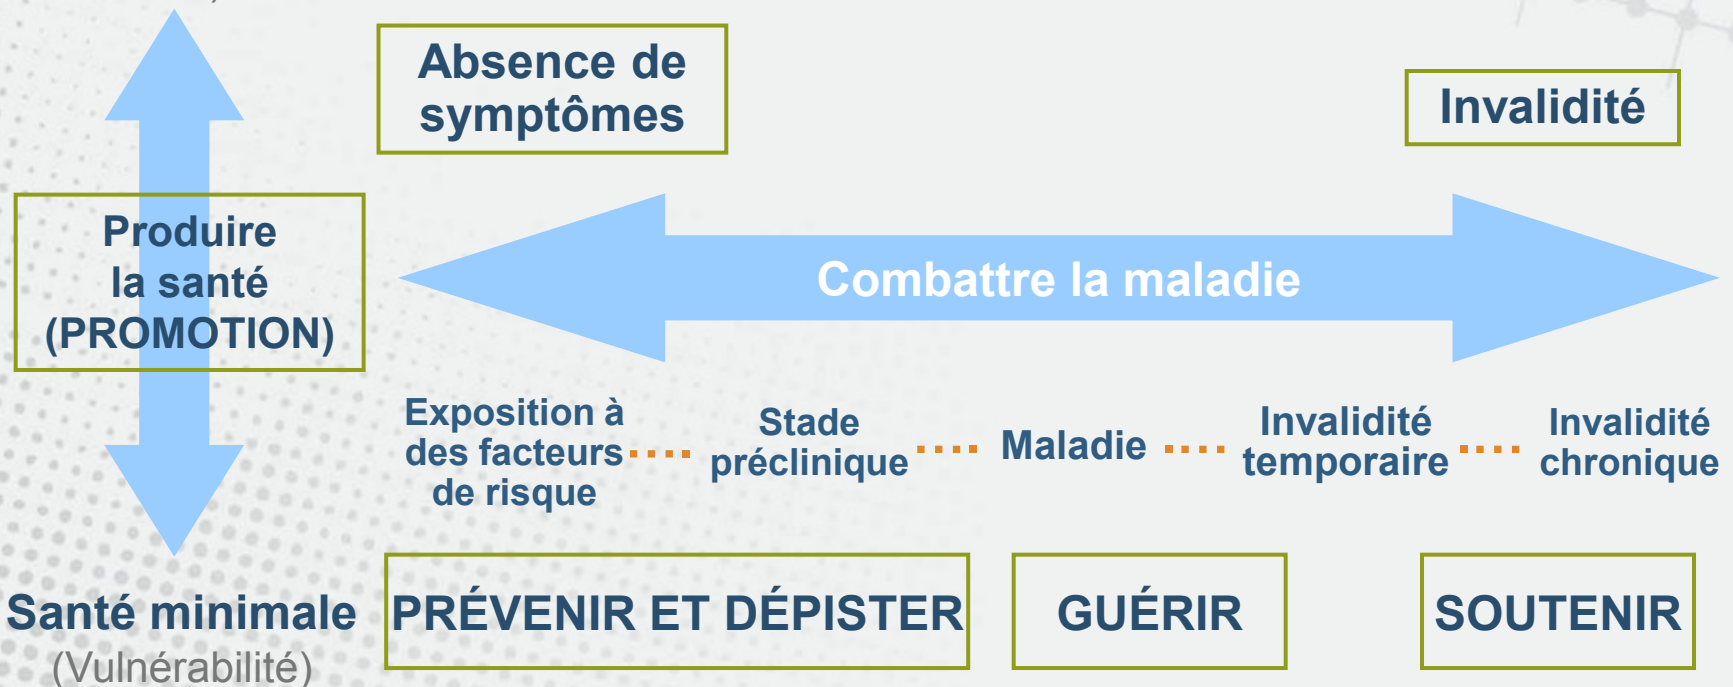 Absence de
symptômes
Invalidité
Produire
la santé
(PROMOTION)
Combattre la maladie
Exposition à
des facteurs
de risque
Stade
préclinique
Maladie
Invalidité
temporaire
Invalidité
chronique
Santé minimale
(Vulnérabilité)
PRÉVENIR ET DÉPISTER
GUÉRIR
SOUTENIR